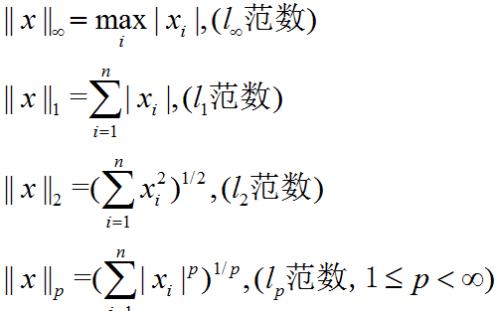 ‖x‖∞ = max_i |x_i|,(l∞范数)
‖x‖₁ = ∑_{i=1}^{n} |x_i|,(l₁范数)
‖x‖₂ = (∑_{i=1}^{n} x_i²)^{1/2},(l₂范数)
‖x‖_p = (∑_{i=1}^{n} |x_i|^p)^{1/p},(l_p范数, 1≤p<∞)